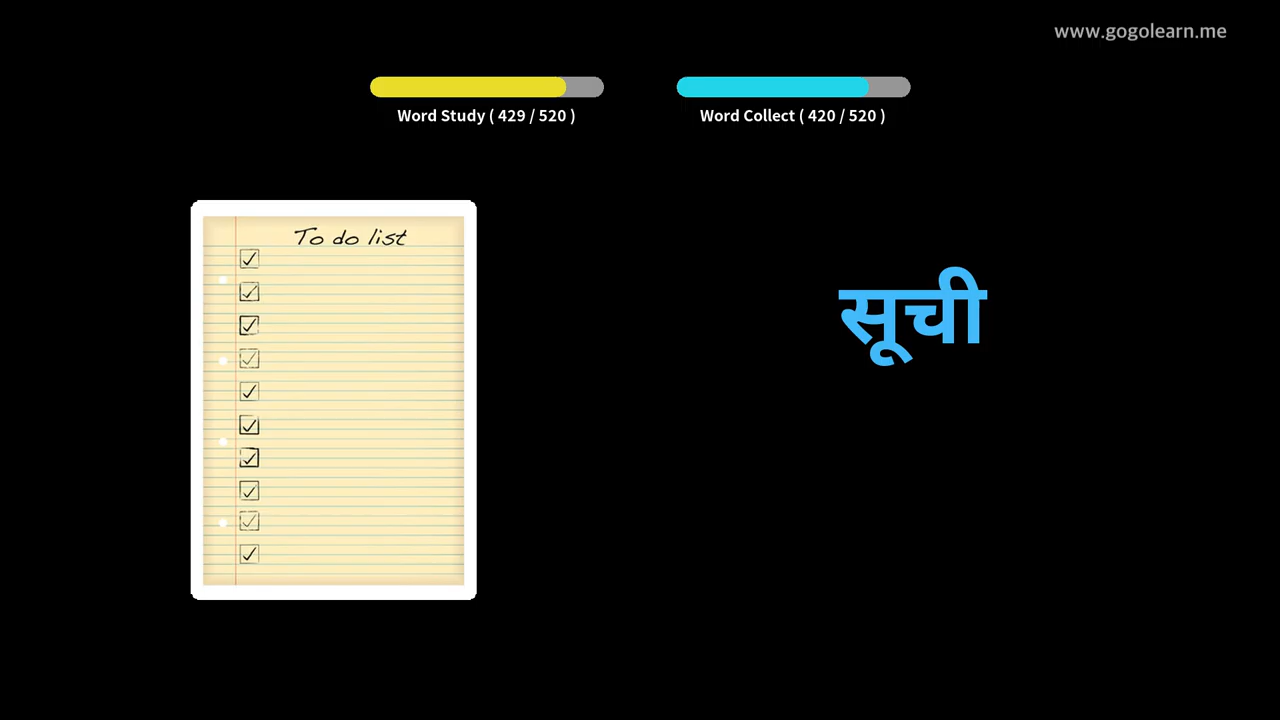 www.gogolearn.me
Word Study ( 429 / 520 )
Word Collect ( 420 / 520 )
To do list
सूची